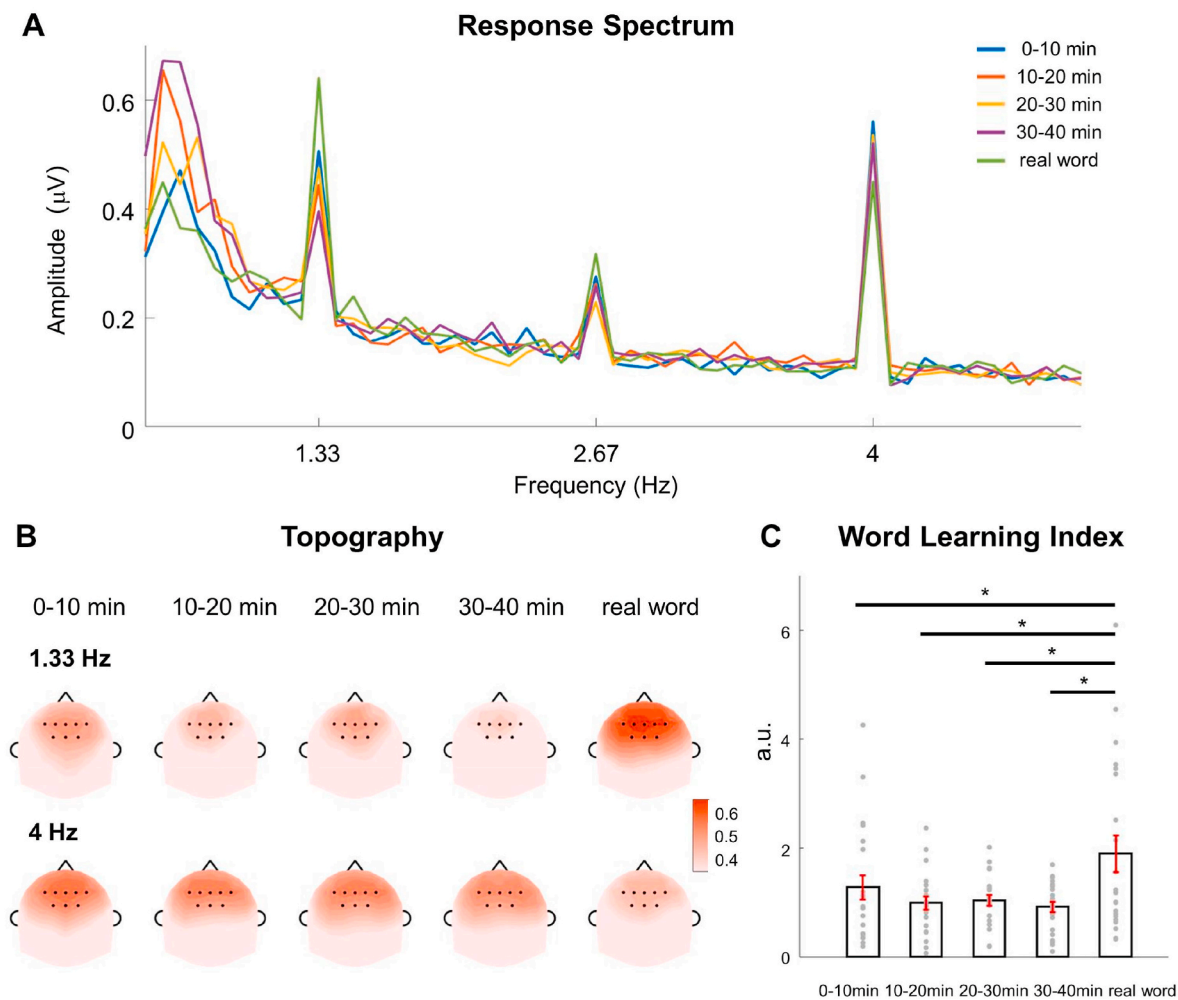 A
Response Spectrum
0-10 min
10-20 min
20-30 min
30-40 min
real word
0.6
0.4
0.2
0
Amplitude (μV)
1.33
2.67
4
Frequency (Hz)
B
Topography
0-10 min 10-20 min 20-30 min 30-40 min real word
1.33 Hz
4 Hz
0.6
0.5
0.4
C
Word Learning Index
*
*
*
*
6
4
2
0
a.u.
0-10min 10-20min 20-30min 30-40min real word